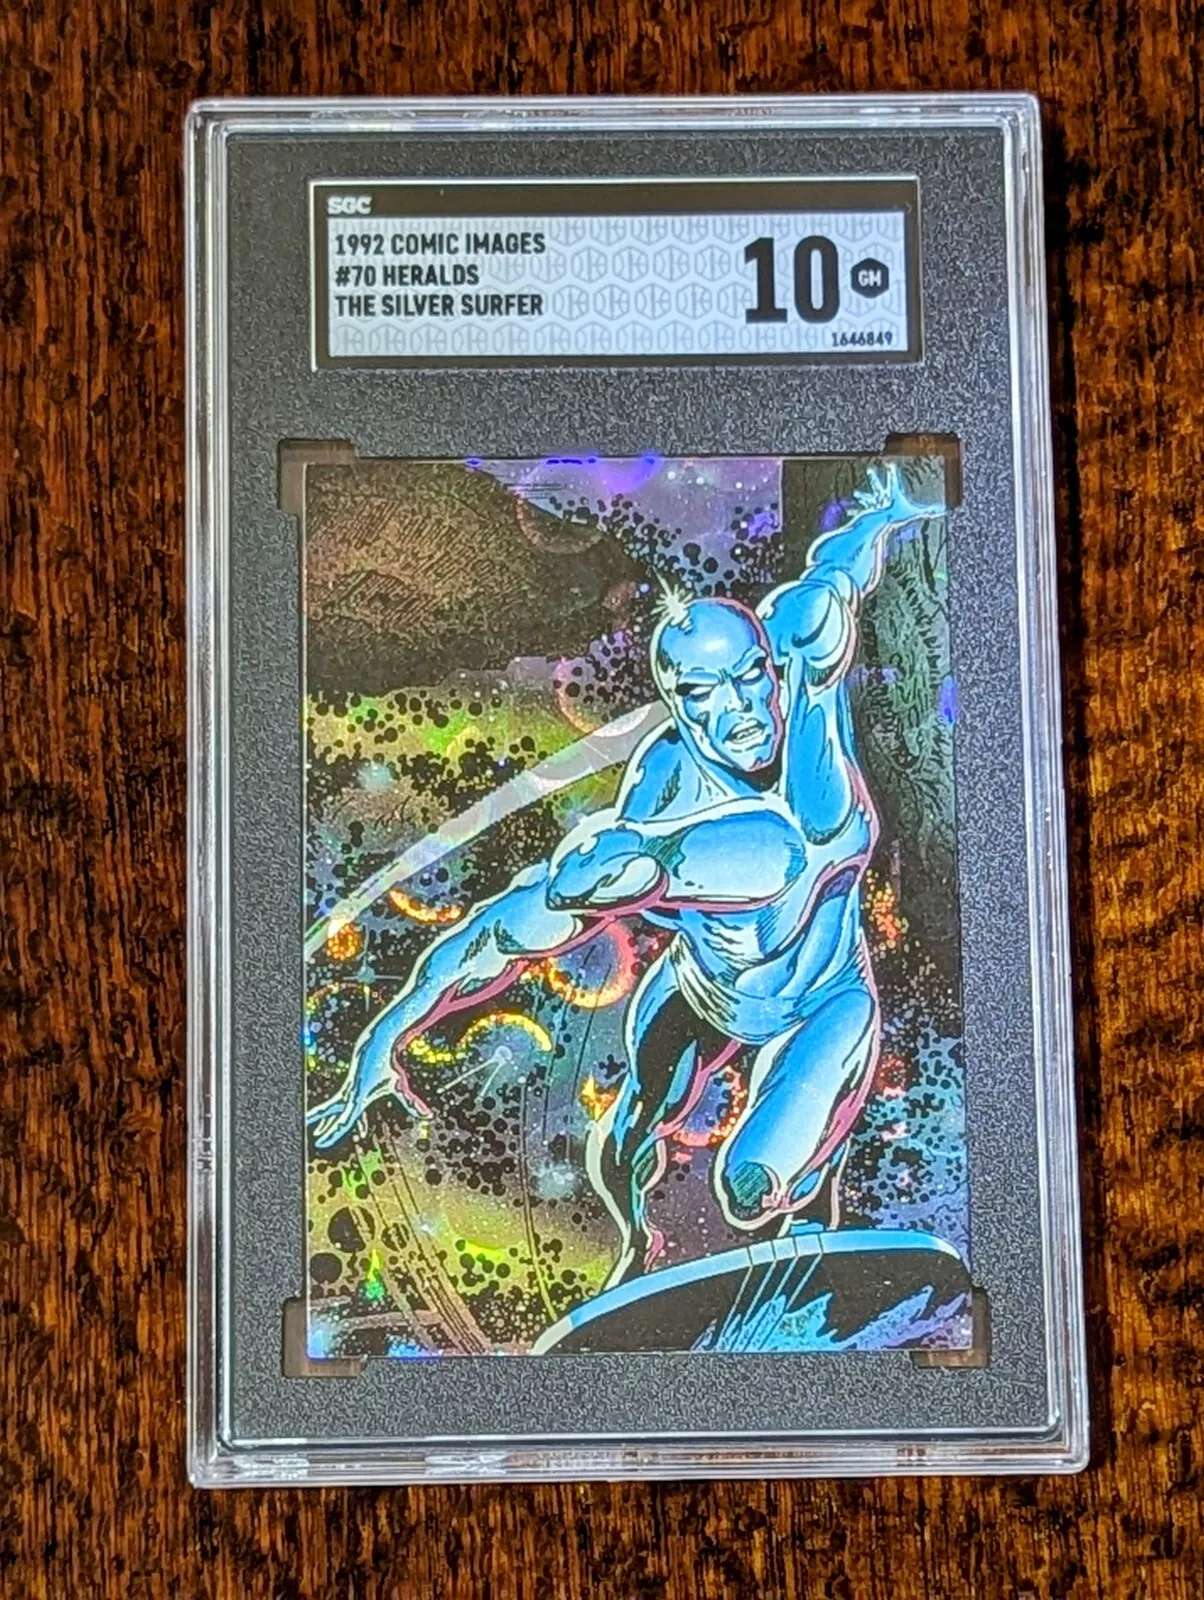 SGC
1992 COMIC IMAGES
#70 HERALDS
THE SILVER SURFER
10
GM
1646849